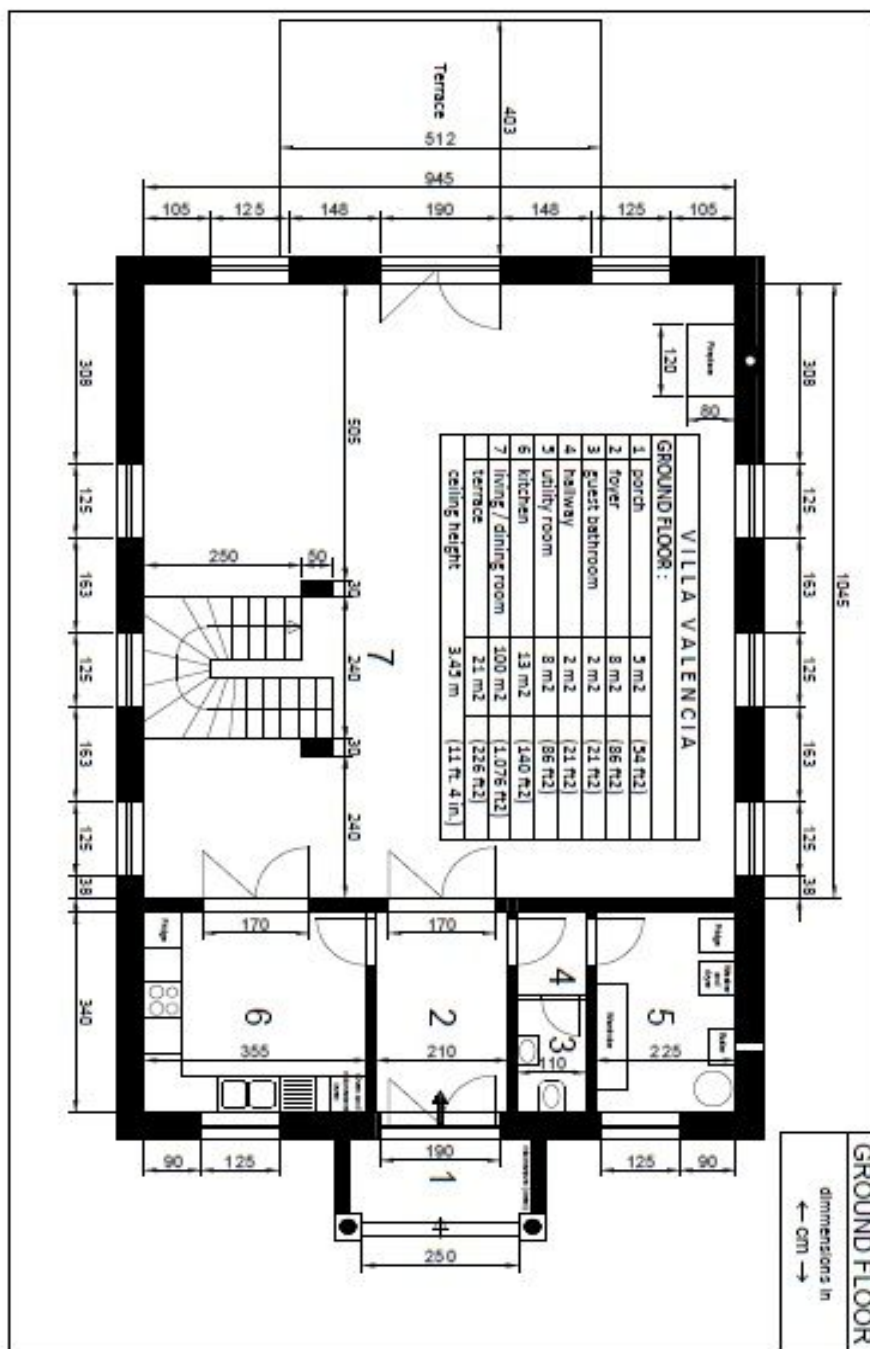 Terrace
403
512
945
105 125 148 190 148 125 105
308
125
163
125
163
125
38
1045
308
505
30
240
30
240
340
250 50
120
80
Fireplace
VILLA VALENCIA
GROUND FLOOR :
1 porch 5 m2 (54 ft2)
2 foyer 8 m2 (86 ft2)
3 guest bathroom 2 m2 (21 ft2)
4 hallway 2 m2 (21 ft2)
5 utility room 8 m2 (86 ft2)
6 kitchen 13 m2 (140 ft2)
7 living / dining room 100 m2 (1.076 ft2)
terrace 21 m2 (226 ft2)
ceiling height 3.45 m (11 ft. 4 in.)
7
125
163
125
163
125
38
170 170
Fridge
Fridge
Washer and dryer
Boiler
Wardrobe
6 2 4 3 5
355 210 110 225
90 125 190 125 90
1
250
GROUND FLOOR
dimmensions in
← cm →